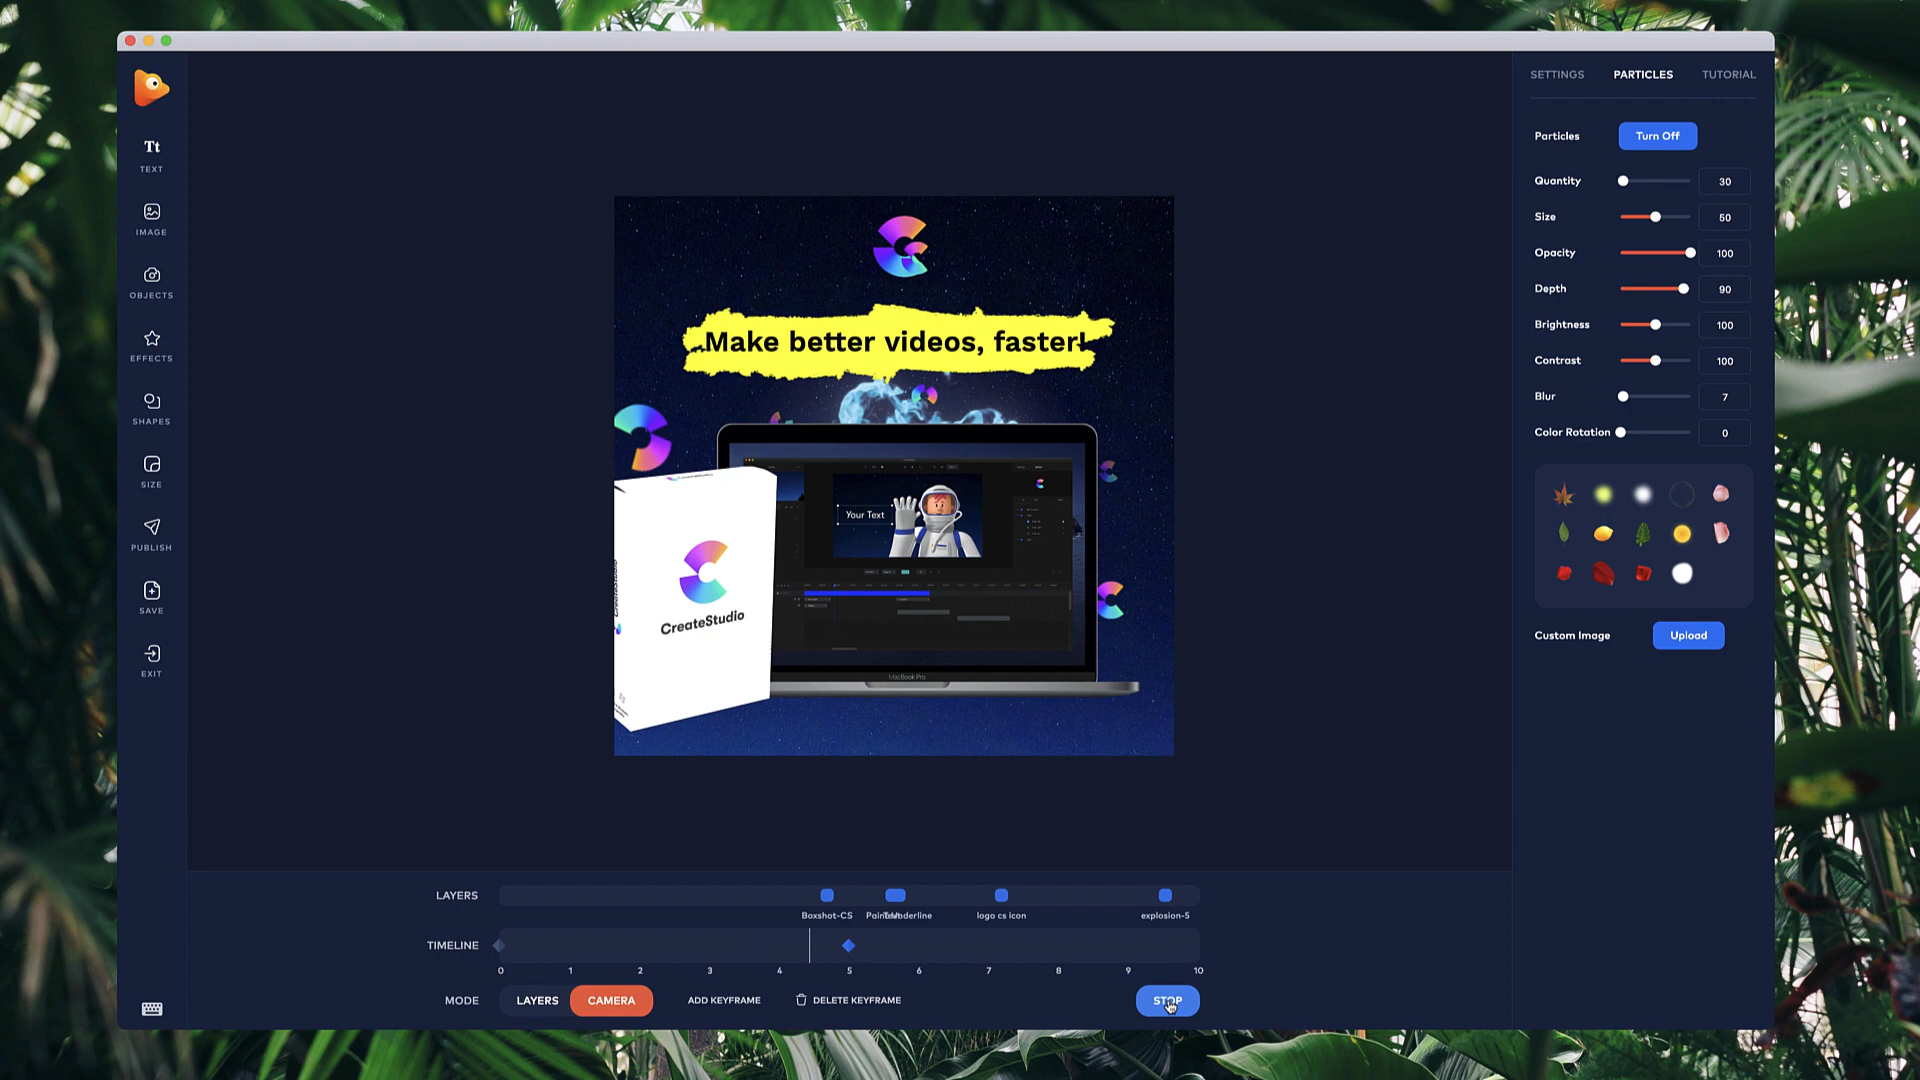 SETTINGS PARTICLES TUTORIAL
Tt
TEXT
IMAGE
OBJECTS
EFFECTS
SHAPES
SIZE
PUBLISH
SAVE
EXIT
Particles Turn Off
Quantity 30
Size 50
Opacity 100
Depth 90
Brightness 100
Contrast 100
Blur 7
Color Rotation 0
Custom Image Upload
Make better videos, faster!
Your Text
CreateStudio
CreateStudio
MacBook Pro
LAYERS
Boxshot-CS logo cs icon explosion-5
TIMELINE
0 1 2 3 4 5 6 7 8 9 10
MODE LAYERS CAMERA ADD KEYFRAME DELETE KEYFRAME STOP